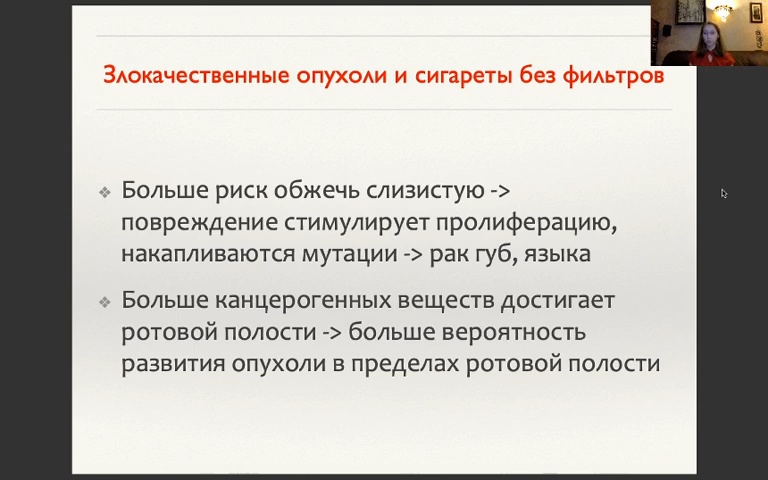 Злокачественные опухоли и сигареты без фильтров
Больше риск обжечь слизистую ->
повреждение стимулирует пролиферацию,
накапливаются мутации -> рак губ, языка
Больше канцерогенных веществ достигает
ротовой полости -> больше вероятность
развития опухоли в пределах ротовой полости